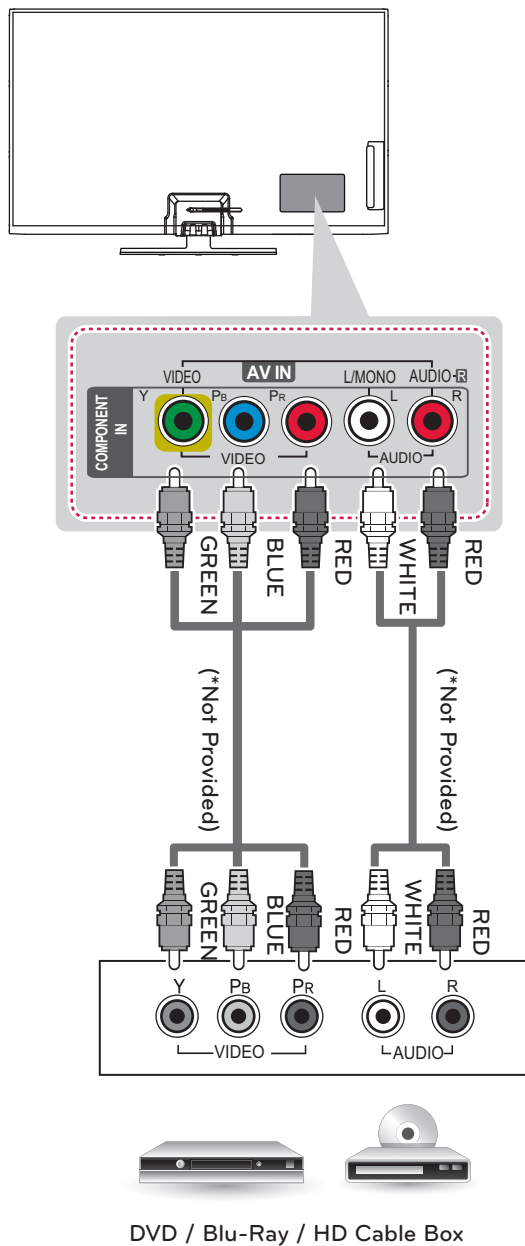 VIDEO AV IN L/MONO AUDIO-R
COMPONENT IN
Y PB PR L R
VIDEO AUDIO
GREEN BLUE RED WHITE RED
(*Not Provided) (*Not Provided)
GREEN BLUE RED WHITE RED
Y PB PR L R
VIDEO AUDIO
DVD / Blu-Ray / HD Cable Box